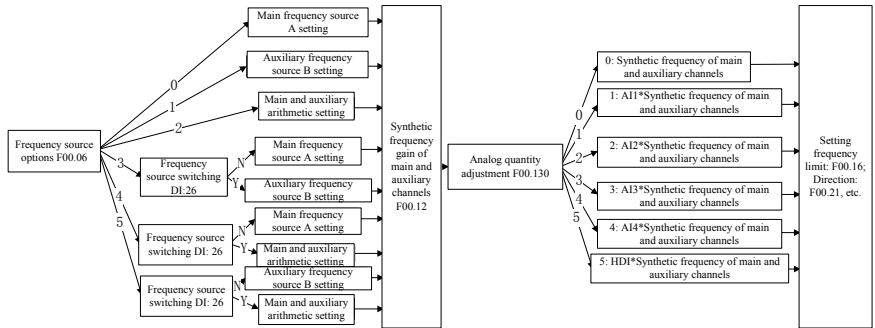 Frequency source
options F00.06
0
1
2
3
4
5
Main frequency source
A setting
Auxiliary frequency
source B setting
Main and auxiliary
arithmetic setting
Frequency
source switching
DI:26
N
Y
Main frequency
source A setting
Auxiliary frequency
source B setting
Frequency source
switching DI: 26
N
Y
Main frequency
source A setting
Main and auxiliary
arithmetic setting
Frequency source
switching DI: 26
N
Y
Auxiliary frequency
source B setting
Main and auxiliary
arithmetic setting
Synthetic
frequency
gain of
main and
auxiliary
channels
F00.12
Analog quantity
adjustment F00.130
0
1
2
3
4
5
0: Synthetic frequency of main
and auxiliary channels
1: AI1*Synthetic frequency of main
and auxiliary channels
2: AI2*Synthetic frequency of main
and auxiliary channels
3: AI3*Synthetic frequency of main
and auxiliary channels
4: AI4*Synthetic frequency of main
and auxiliary channels
5: HDI*Synthetic frequency of main and
auxiliary channels
Setting
frequency
limit: F00.16;
Direction:
F00.21, etc.